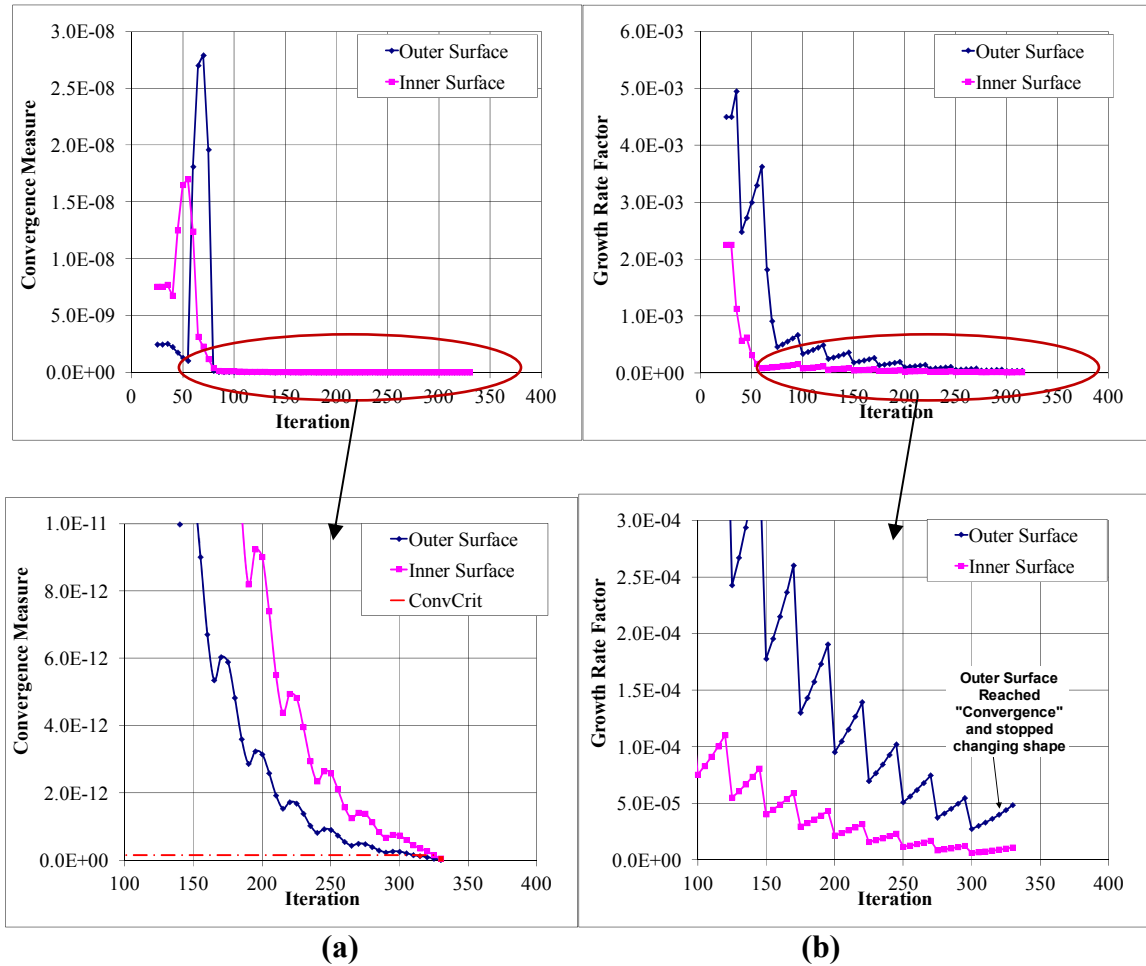 3.0E-08
2.5E-08
2.0E-08
1.5E-08
1.0E-08
5.0E-09
0.0E+00
Convergence Measure
Outer Surface
Inner Surface
0 50 100 150 200 250 300 350 400
Iteration
6.0E-03
5.0E-03
4.0E-03
3.0E-03
2.0E-03
1.0E-03
0.0E+00
Growth Rate Factor
Outer Surface
Inner Surface
0 50 100 150 200 250 300 350 400
Iteration
1.0E-11
8.0E-12
6.0E-12
4.0E-12
2.0E-12
0.0E+00
Convergence Measure
Outer Surface
Inner Surface
ConvCrit
100 150 200 250 300 350 400
Iteration
3.0E-04
2.5E-04
2.0E-04
1.5E-04
1.0E-04
5.0E-05
0.0E+00
Growth Rate Factor
Outer Surface
Inner Surface
Outer Surface
Reached
"Convergence"
and stopped
changing shape
100 150 200 250 300 350 400
Iteration
(a)
(b)